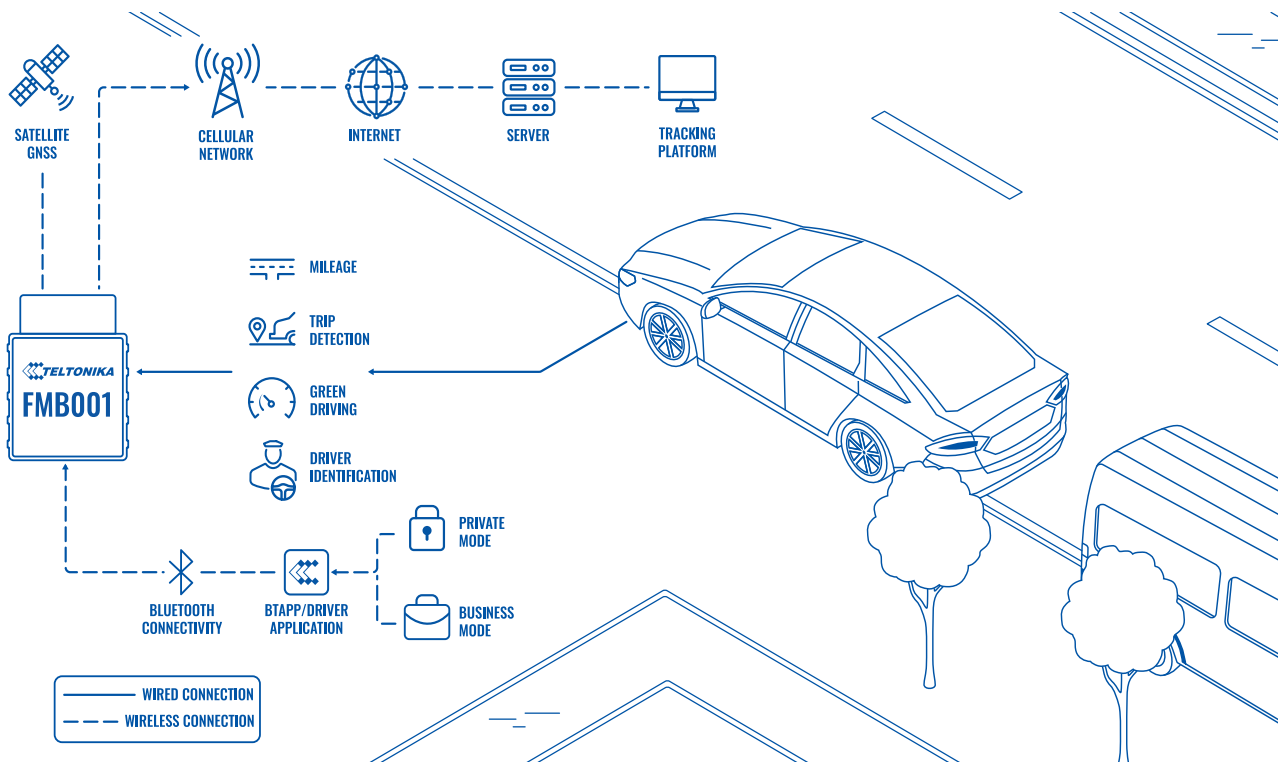 SATELLITE
GNSS
CELLULAR
NETWORK
INTERNET
SERVER
TRACKING
PLATFORM
MILEAGE
TRIP
DETECTION
TELTONIKA
FMB001
GREEN
DRIVING
DRIVER
IDENTIFICATION
PRIVATE
MODE
BLUETOOTH
CONNECTIVITY
BTAPP/DRIVER
APPLICATION
BUSINESS
MODE
WIRED CONNECTION
WIRELESS CONNECTION